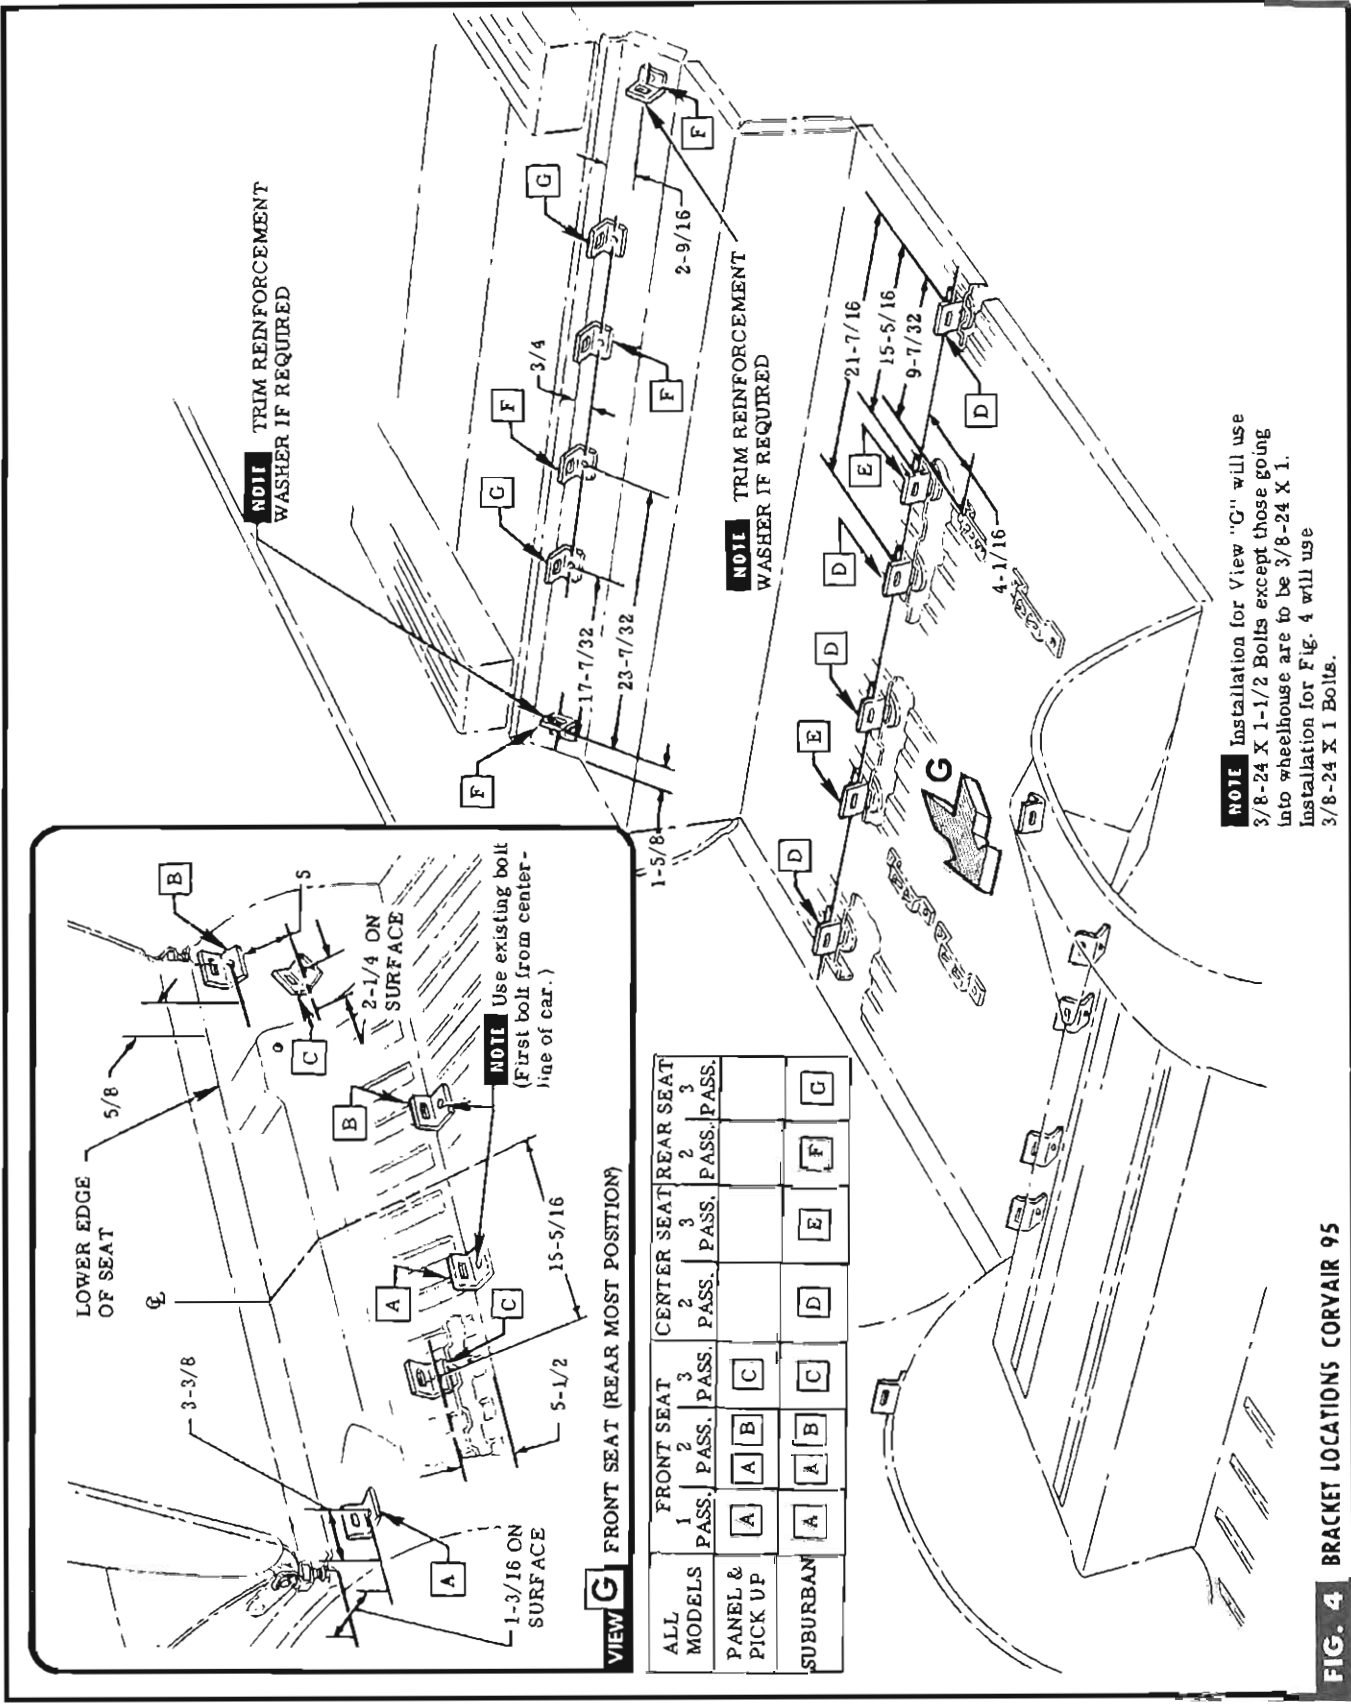 LOWER EDGE
OF SEAT
5/8
B
S
C
2-1/4 ON
SURFACE
℄
3-3/8
B
NOTE Use existing bolt
(First bolt from center-
line of car.)
A
C
15-5/16
5-1/2
A
1-3/16 ON
SURFACE
VIEW G FRONT SEAT (REAR MOST POSITION)
NOTE TRIM REINFORCEMENT
WASHER IF REQUIRED
G
F
2-9/16
F
3/4
F
G
17-7/32
23-7/32
F
1-5/8
NOTE TRIM REINFORCEMENT
WASHER IF REQUIRED
21-7/16
15-5/16
9-7/32
E
D
D
4-1/16
D
E
D
G
ALL
MODELS
FRONT SEAT
1
PASS.
2
PASS.
3
PASS.
CENTER SEAT
2
PASS.
3
PASS.
REAR SEAT
2
PASS.
3
PASS.
PANEL &
PICK UP
A
A B
C
SUBURBAN
A
A B
C
D
E
F
G
NOTE Installation for View "G" will use
3/8-24 X 1-1/2 Bolts except those going
into wheelhouse are to be 3/8-24 X 1.
Installation for Fig. 4 will use
3/8-24 X 1 Bolts.
FIG. 4 BRACKET LOCATIONS CORVAIR 95